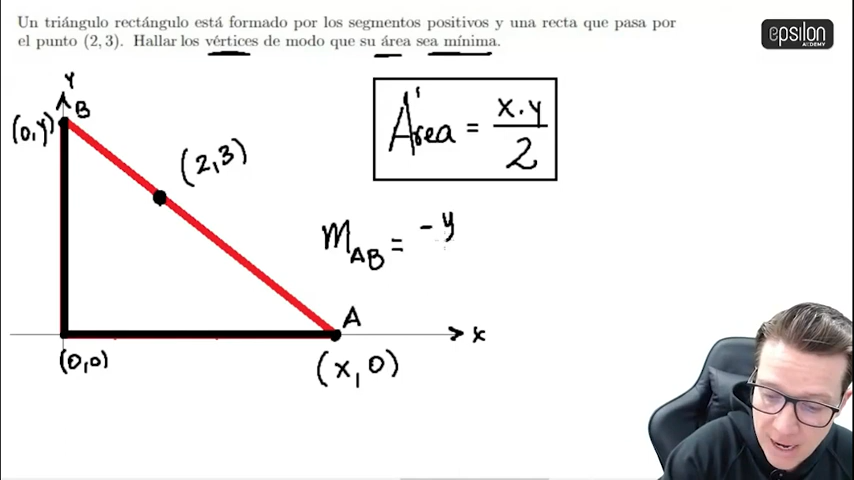 Un triángulo rectángulo está formado por los segmentos positivos y una recta que pasa por
el punto (2, 3). Hallar los vértices de modo que su área sea mínima.
epsilon
ACADEMY
Y
B
(0,y)
(2,3)
Área = x.y / 2
m_AB = -y
A
x
(0,0)
(x,0)